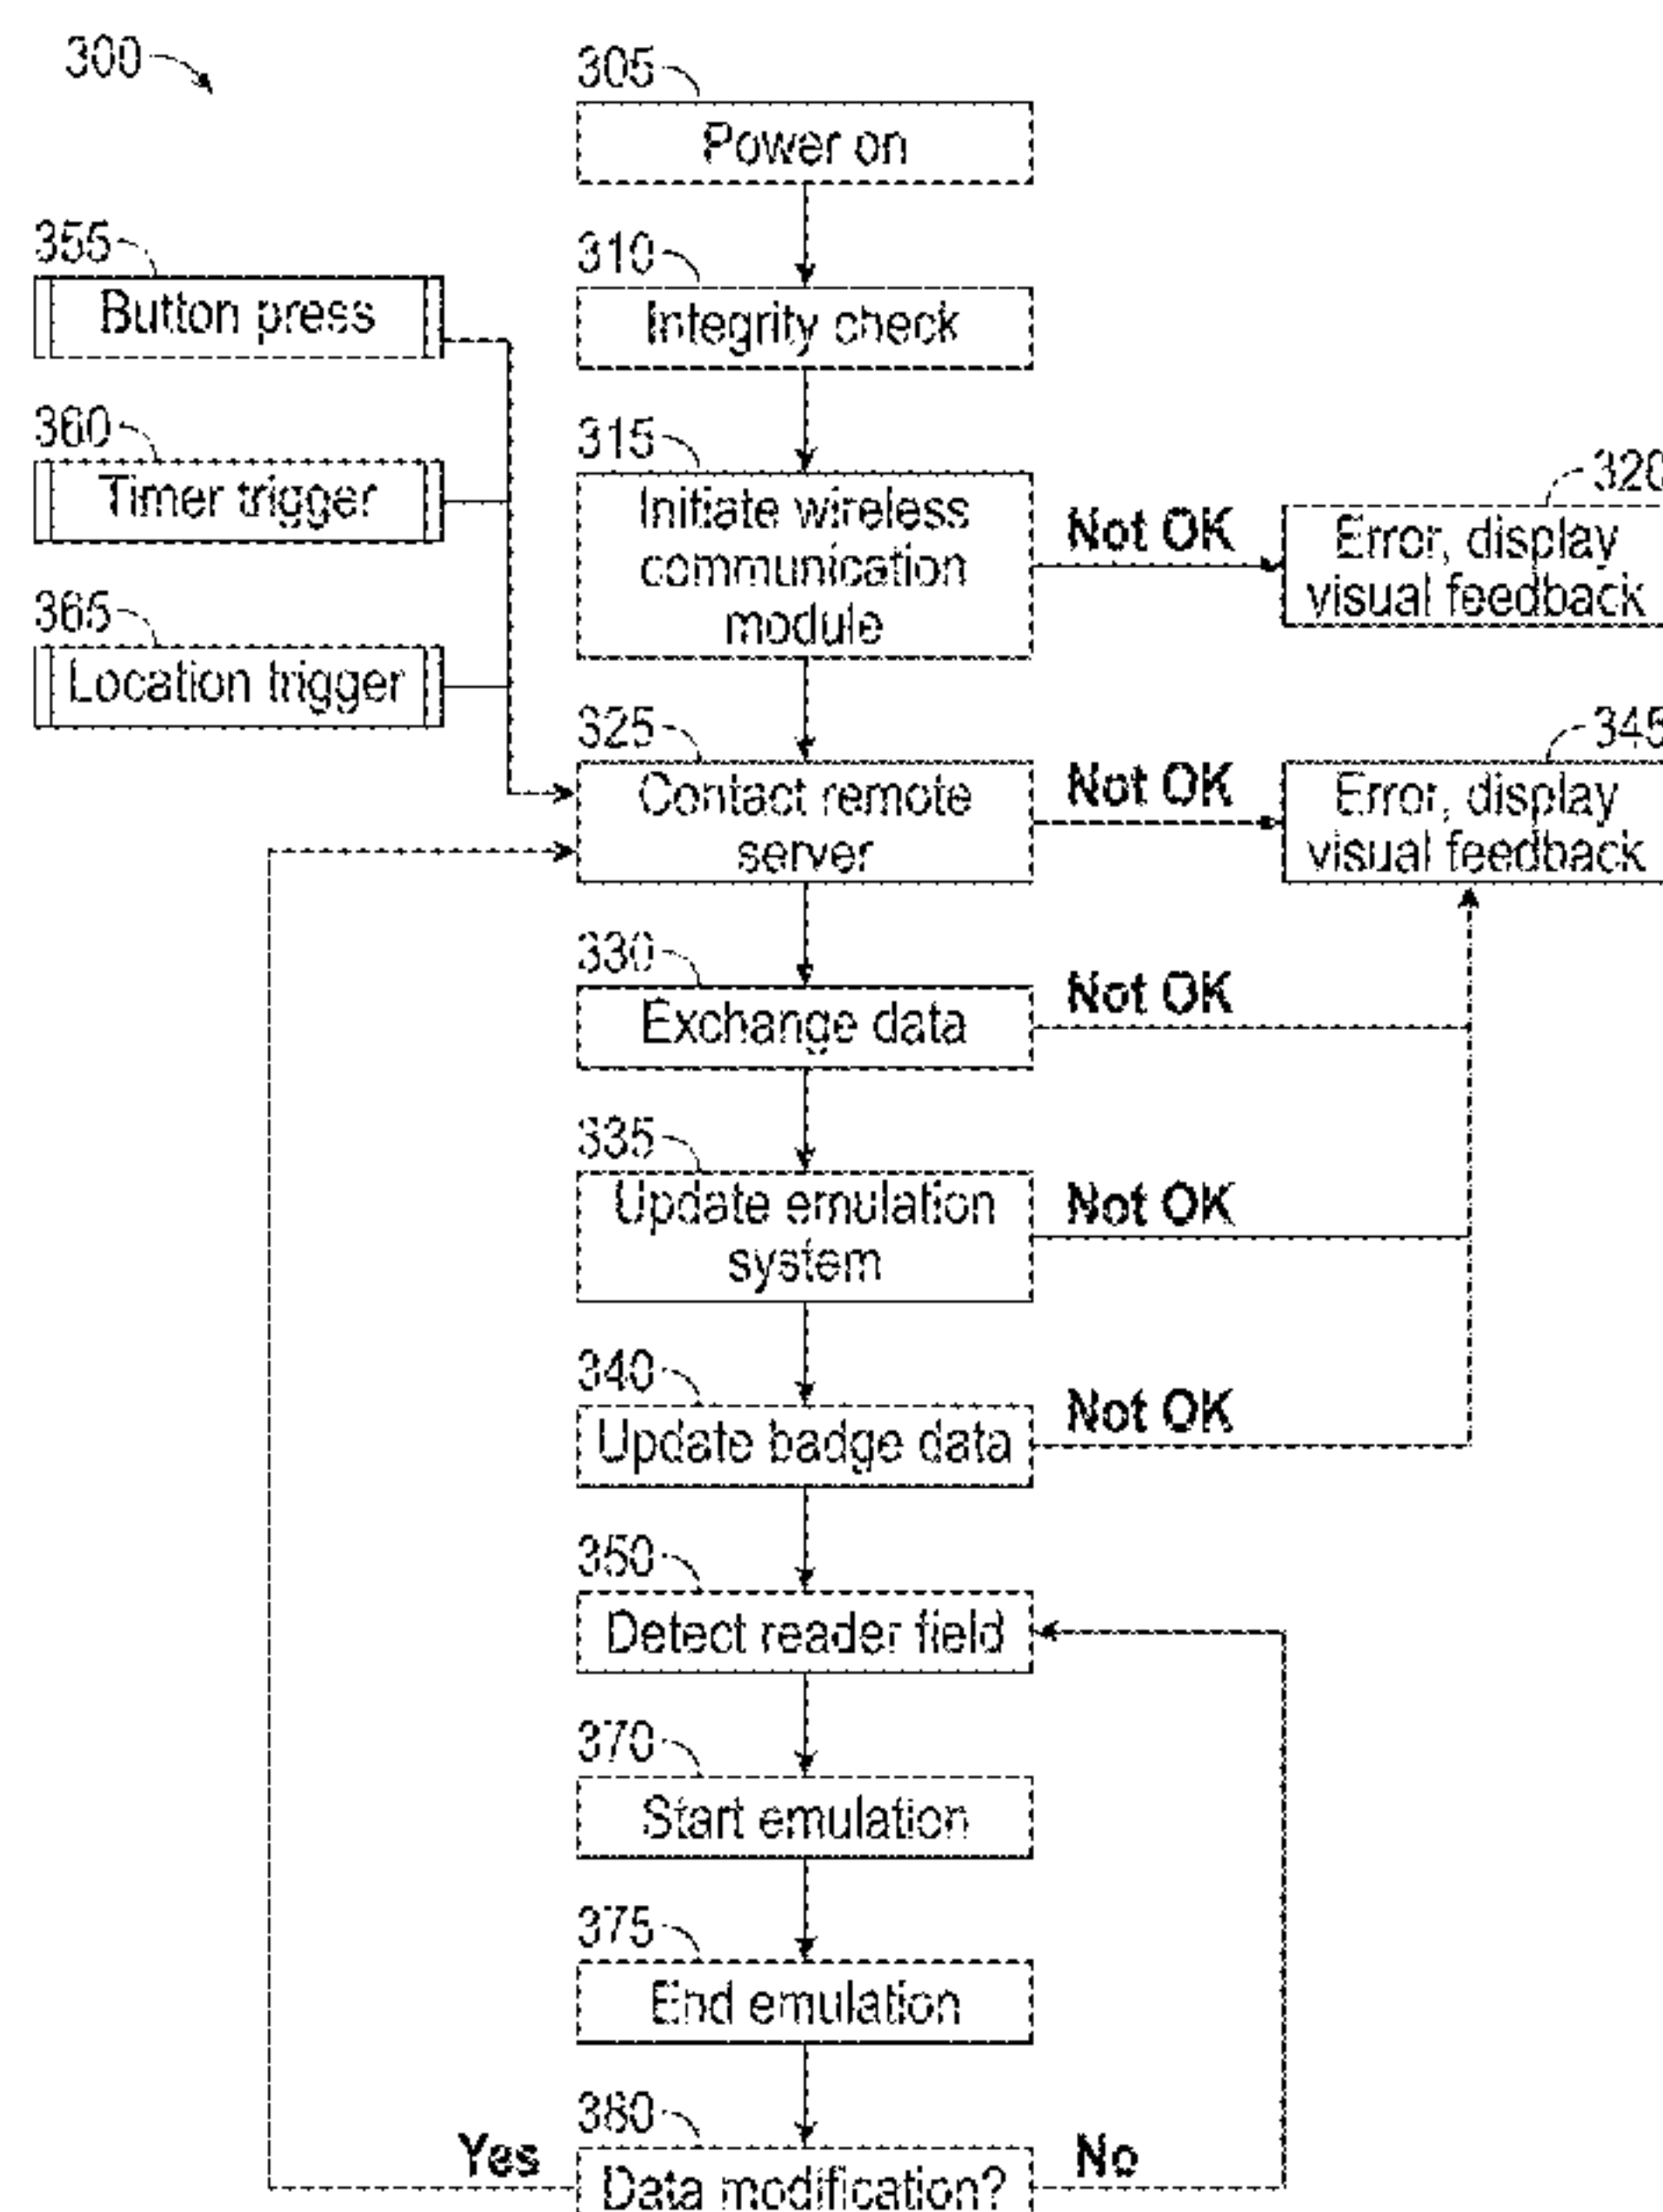 300
305
Power on
355
Button press
310
Integrity check
360
Timer trigger
315
Initiate wireless
communication
module
Not OK
320
Error, display
visual feedback
365
Location trigger
325
Contact remote
server
Not OK
345
Error, display
visual feedback
330
Exchange data
Not OK
335
Update emulation
system
Not OK
340
Update badge data
Not OK
350
Detect reader field
370
Start emulation
375
End emulation
380
Yes
Data modification?
No